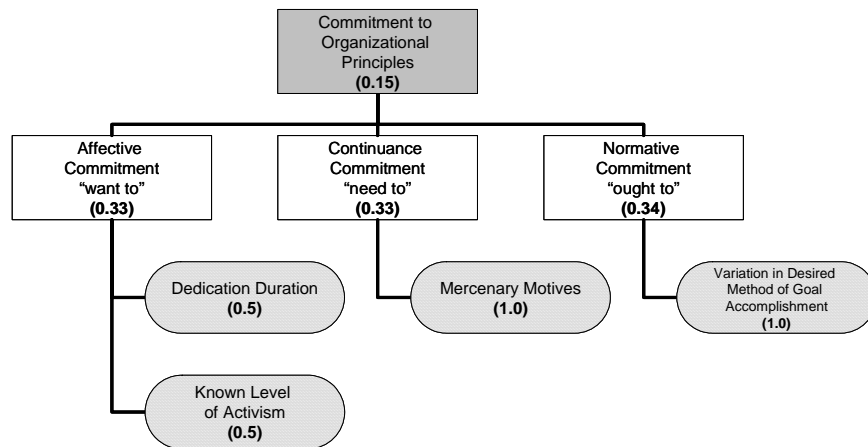 Commitment to
Organizational
Principles
(0.15)
Affective
Commitment
“want to”
(0.33)
Continuance
Commitment
“need to”
(0.33)
Normative
Commitment
“ought to”
(0.34)
Dedication Duration
(0.5)
Mercenary Motives
(1.0)
Variation in Desired
Method of Goal
Accomplishment
(1.0)
Known Level
of Activism
(0.5)